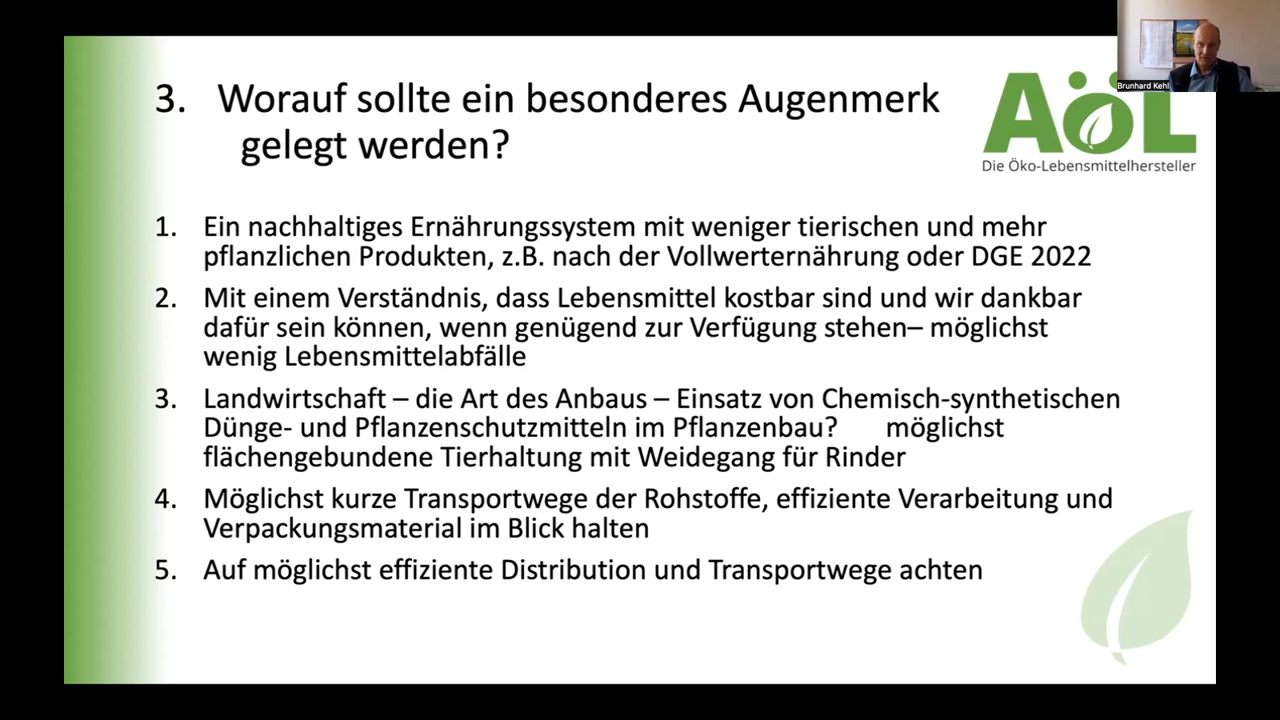 3. Worauf sollte ein besonderes Augenmerk
gelegt werden?
AöL
Die Öko-Lebensmittelhersteller
Brunhard Kehl
1. Ein nachhaltiges Ernährungssystem mit weniger tierischen und mehr
pflanzlichen Produkten, z.B. nach der Vollwerternährung oder DGE 2022
2. Mit einem Verständnis, dass Lebensmittel kostbar sind und wir dankbar
dafür sein können, wenn genügend zur Verfügung stehen– möglichst
wenig Lebensmittelabfälle
3. Landwirtschaft – die Art des Anbaus – Einsatz von Chemisch-synthetischen
Dünge- und Pflanzenschutzmitteln im Pflanzenbau? möglichst
flächengebundene Tierhaltung mit Weidegang für Rinder
4. Möglichst kurze Transportwege der Rohstoffe, effiziente Verarbeitung und
Verpackungsmaterial im Blick halten
5. Auf möglichst effiziente Distribution und Transportwege achten